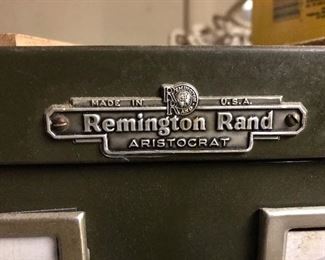 MADE IN U.S.A.
Remington Rand
ARISTOCRAT